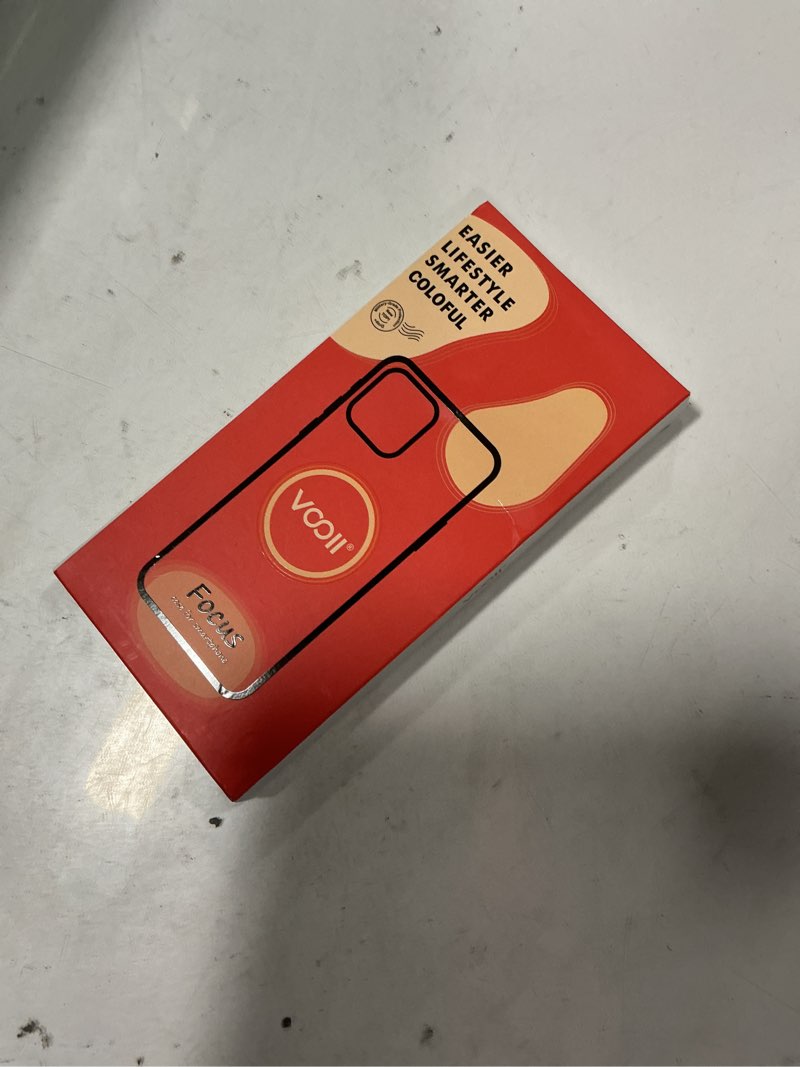 EASIER
LIFESTYLE
SMARTER
COLOFUL
VOOII®
Focus